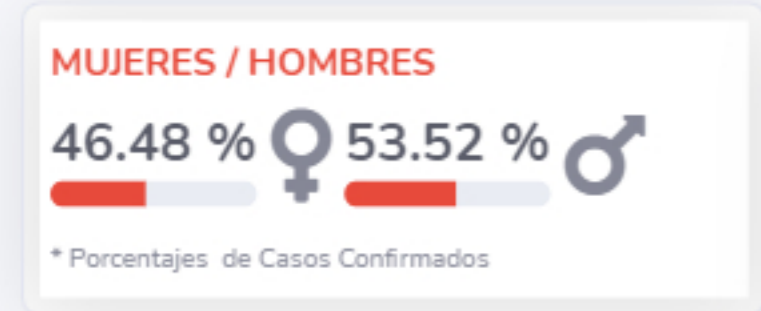 MUJERES / HOMBRES
46.48 % 53.52 %
* Porcentajes de Casos Confirmados